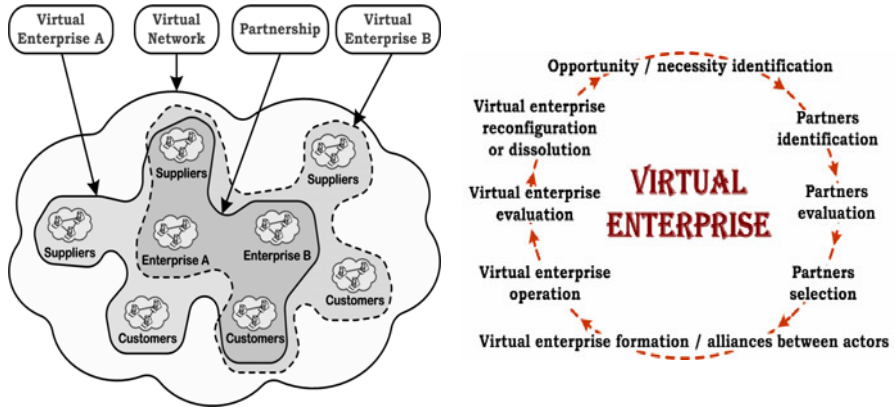 Virtual
Enterprise A
Virtual
Network
Partnership
Virtual
Enterprise B
Suppliers
Suppliers
Suppliers
Enterprise A
Enterprise B
Customers
Customers
Customers
Opportunity / necessity identification
Partners
identification
Partners
evaluation
Partners
selection
Virtual enterprise formation / alliances between actors
Virtual enterprise
operation
Virtual enterprise
evaluation
Virtual enterprise
reconfiguration
or dissolution
VIRTUAL
ENTERPRISE